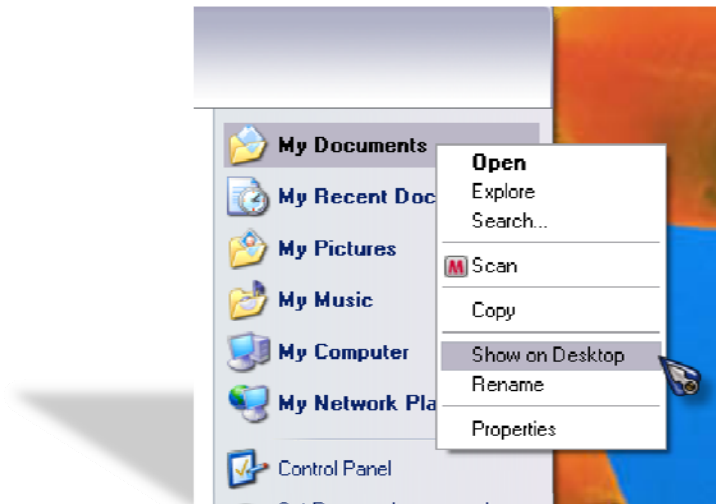 My Documents
My Recent Doc
My Pictures
My Music
My Computer
My Network Pla
Control Panel
Open
Explore
Search...
M Scan
Copy
Show on Desktop
Rename
Properties